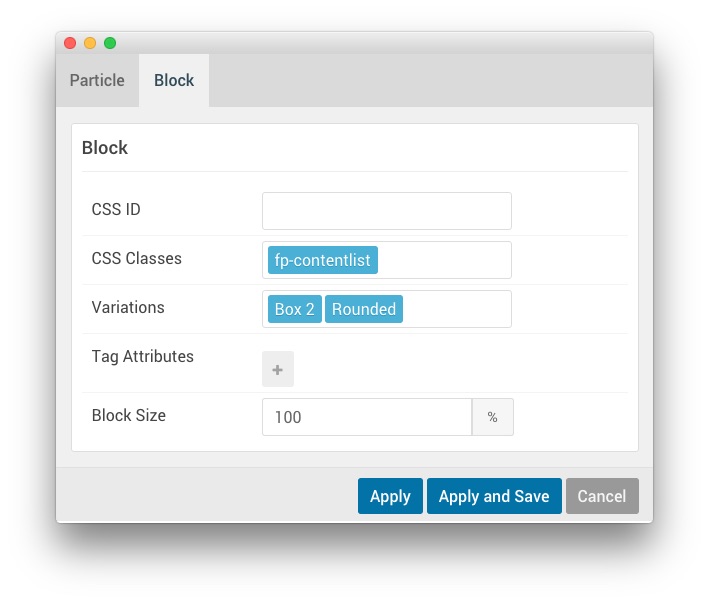 Particle Block
Block
CSS ID
CSS Classes fp-contentlist
Variations Box 2 Rounded
Tag Attributes +
Block Size 100 %
Apply Apply and Save Cancel